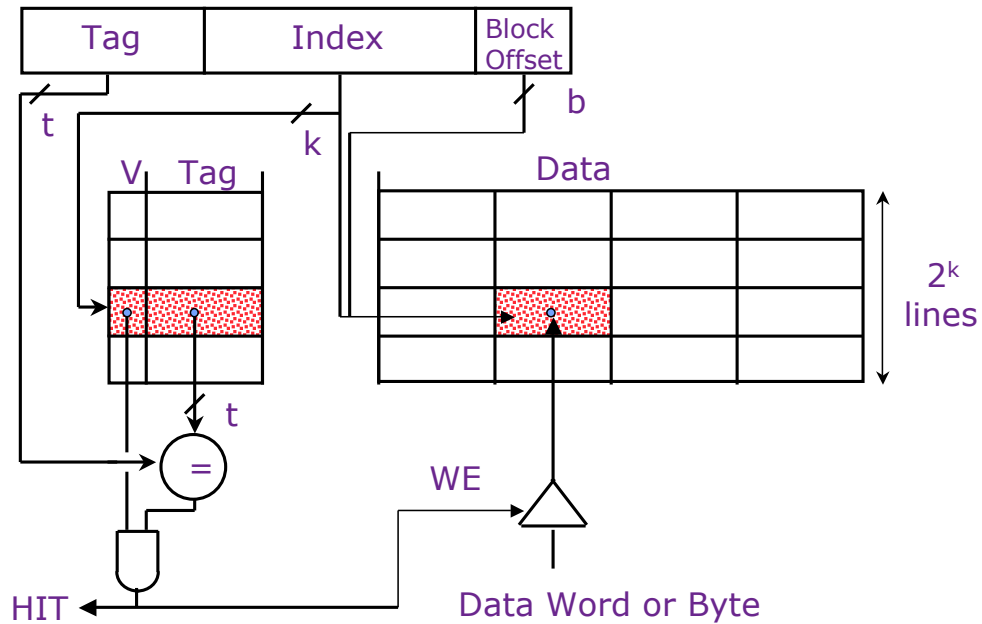 Tag
Index
Block
Offset
t
k
b
V
Tag
Data
2ᵏ
lines
t
=
WE
HIT
Data Word or Byte